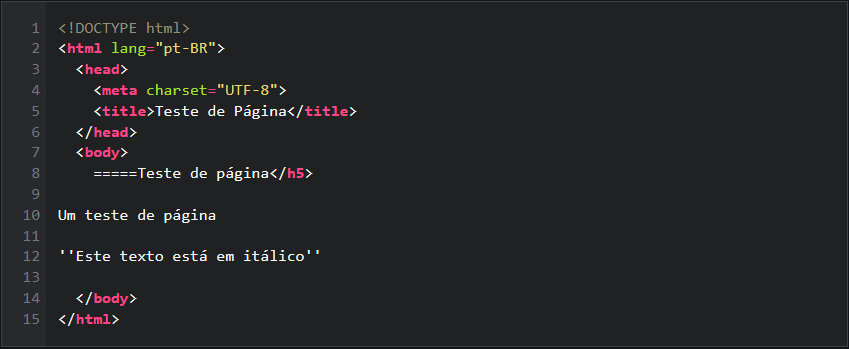 1 <!DOCTYPE html>
2 <html lang="pt-BR">
3 <head>
4 <meta charset="UTF-8">
5 <title>Teste de Página</title>
6 </head>
7 <body>
8 =====Teste de página</h5>
9
10 Um teste de página
11
12 ''Este texto está em itálico''
13
14 </body>
15 </html>